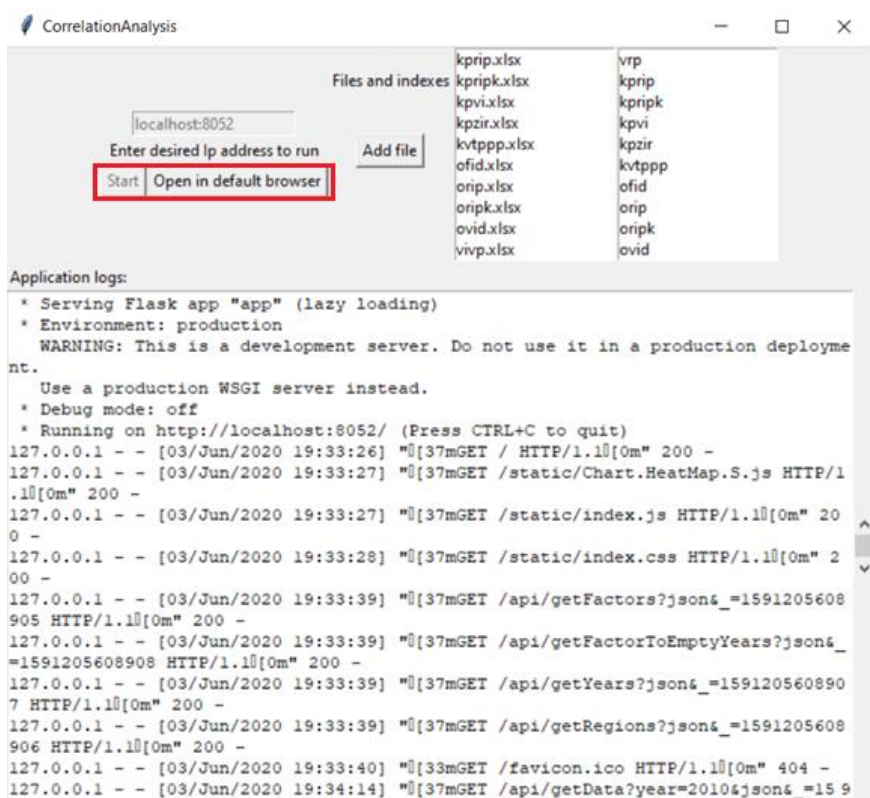 CorrelationAnalysis
localhost:8052
Enter desired Ip address to run
Start Open in default browser
Add file
Files and indexes
kprip.xlsx
kpripk.xlsx
kpvi.xlsx
kpzir.xlsx
kvtppp.xlsx
ofid.xlsx
orip.xlsx
oripk.xlsx
ovid.xlsx
vivp.xlsx
vrp
kprip
kpripk
kpvi
kpzir
kvtppp
ofid
orip
oripk
ovid
Application logs:
* Serving Flask app "app" (lazy loading)
* Environment: production
WARNING: This is a development server. Do not use it in a production deployme
nt.
Use a production WSGI server instead.
* Debug mode: off
* Running on http://localhost:8052/ (Press CTRL+C to quit)
127.0.0.1 - - [03/Jun/2020 19:33:26] "▯[37mGET / HTTP/1.1▯[0m" 200 -
127.0.0.1 - - [03/Jun/2020 19:33:27] "▯[37mGET /static/Chart.HeatMap.S.js HTTP/1
.1▯[0m" 200 -
127.0.0.1 - - [03/Jun/2020 19:33:27] "▯[37mGET /static/index.js HTTP/1.1▯[0m" 20
0 -
127.0.0.1 - - [03/Jun/2020 19:33:28] "▯[37mGET /static/index.css HTTP/1.1▯[0m" 2
00 -
127.0.0.1 - - [03/Jun/2020 19:33:39] "▯[37mGET /api/getFactors?json&_=1591205608
905 HTTP/1.1▯[0m" 200 -
127.0.0.1 - - [03/Jun/2020 19:33:39] "▯[37mGET /api/getFactorToEmptyYears?json&_
=1591205608908 HTTP/1.1▯[0m" 200 -
127.0.0.1 - - [03/Jun/2020 19:33:39] "▯[37mGET /api/getYears?json&_=159120560890
7 HTTP/1.1▯[0m" 200 -
127.0.0.1 - - [03/Jun/2020 19:33:39] "▯[37mGET /api/getRegions?json&_=1591205608
906 HTTP/1.1▯[0m" 200 -
127.0.0.1 - - [03/Jun/2020 19:33:40] "▯[33mGET /favicon.ico HTTP/1.1▯[0m" 404 -
127.0.0.1 - - [03/Jun/2020 19:34:14] "▯[37mGET /api/getData?year=2010&json&_=159